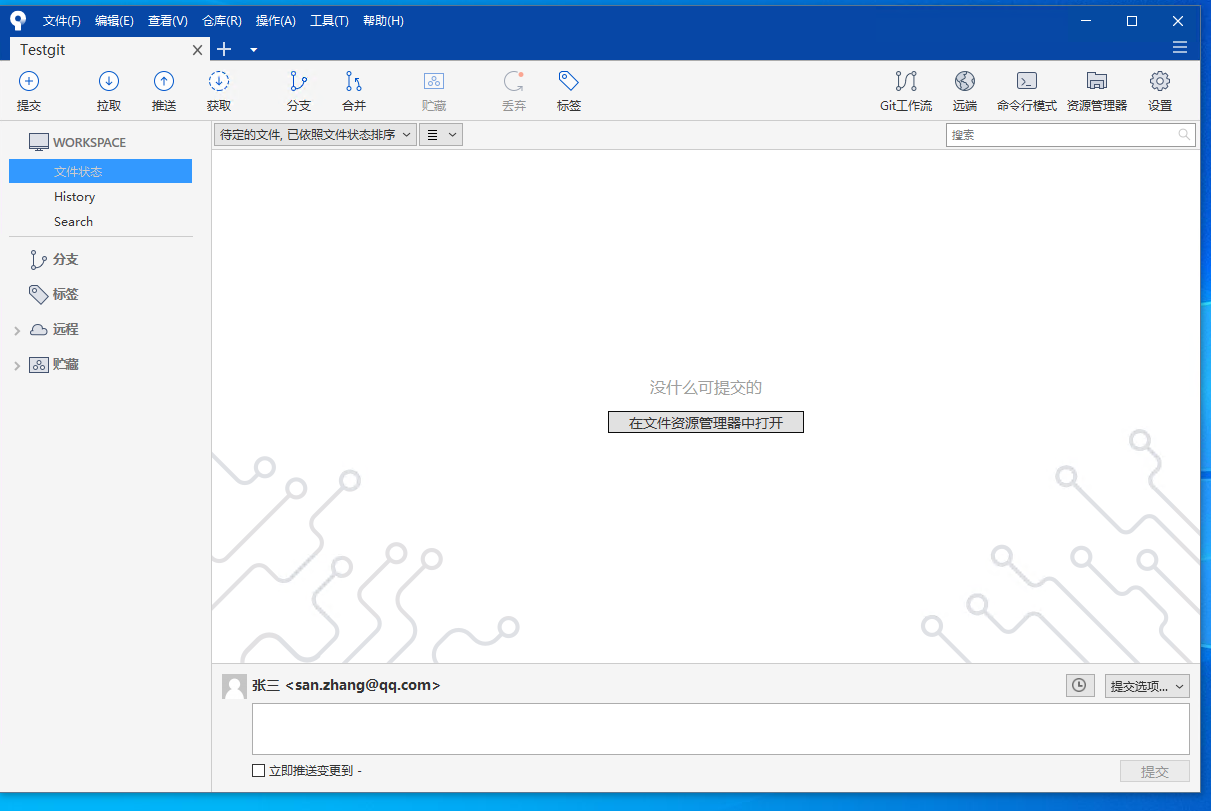 文件(F) 编辑(E) 查看(V) 仓库(R) 操作(A) 工具(T) 帮助(H)
Testgit
提交 拉取 推送 获取 分支 合并 贮藏 丢弃 标签 Git工作流 远端 命令行模式 资源管理器 设置
WORKSPACE
文件状态
History
Search
分支
标签
远程
贮藏
待定的文件, 已依照文件状态排序
搜索
没什么可提交的
在文件资源管理器中打开
张三 <san.zhang@qq.com>
提交选项...
立即推送变更到 -
提交